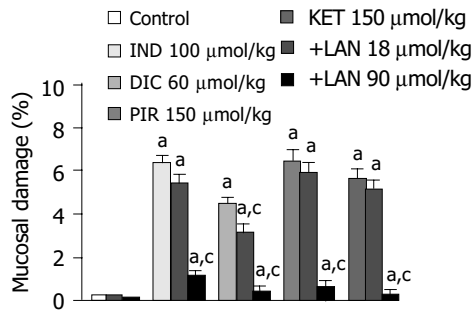 Control
IND 100 μmol/kg
DIC 60 μmol/kg
PIR 150 μmol/kg
KET 150 μmol/kg
+LAN 18 μmol/kg
+LAN 90 μmol/kg
Mucosal damage (%)
10
8
6
4
2
0
a
a
a,c
a
a,c
a,c
a
a
a,c
a
a
a,c